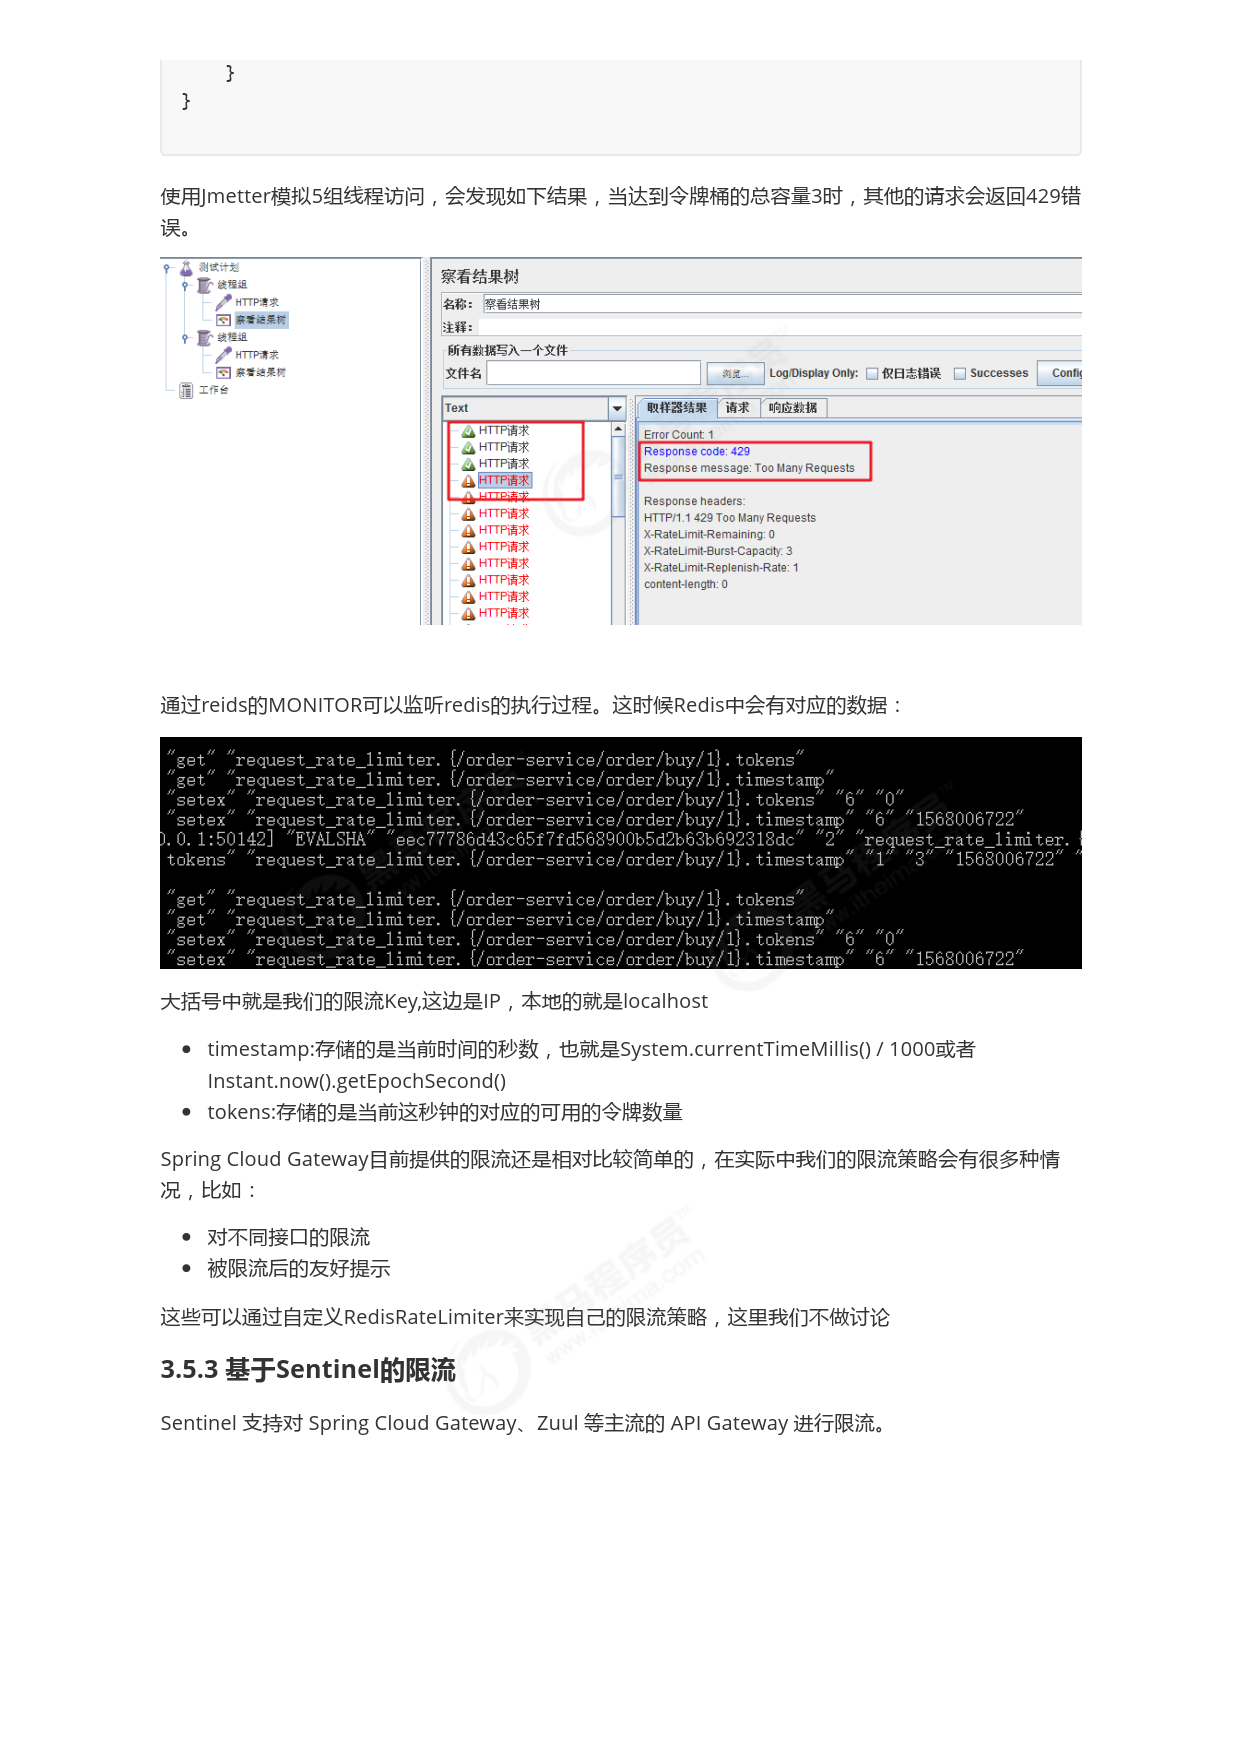 }
}
使用Jmetter模拟5组线程访问，会发现如下结果，当达到令牌桶的总容量3时，其他的请求会返回429错
误。
测试计划
线程组
HTTP请求
察看结果树
线程组
HTTP请求
察看结果树
工作台
察看结果树
名称： 察看结果树
注释：
所有数据写入一个文件
文件名 浏览... Log/Display Only: 仅日志错误 Successes Config
Text
取样器结果 请求 响应数据
HTTP请求
HTTP请求
HTTP请求
HTTP请求
HTTP请求
HTTP请求
HTTP请求
HTTP请求
HTTP请求
HTTP请求
HTTP请求
HTTP请求
Error Count: 1
Response code: 429
Response message: Too Many Requests
Response headers:
HTTP/1.1 429 Too Many Requests
X-RateLimit-Remaining: 0
X-RateLimit-Burst-Capacity: 3
X-RateLimit-Replenish-Rate: 1
content-length: 0
通过reids的MONITOR可以监听redis的执行过程。这时候Redis中会有对应的数据：
"get" "request_rate_limiter.{/order-service/order/buy/1}.tokens"
"get" "request_rate_limiter.{/order-service/order/buy/1}.timestamp"
"setex" "request_rate_limiter.{/order-service/order/buy/1}.tokens" "6" "0"
"setex" "request_rate_limiter.{/order-service/order/buy/1}.timestamp" "6" "1568006722"
0.0.1:50142] "EVALSHA" "eec77786d43c65f7fd568900b5d2b63b692318dc" "2" "request_rate_limiter.{
tokens" "request_rate_limiter.{/order-service/order/buy/1}.timestamp" "1" "3" "1568006722" "
"get" "request_rate_limiter.{/order-service/order/buy/1}.tokens"
"get" "request_rate_limiter.{/order-service/order/buy/1}.timestamp"
"setex" "request_rate_limiter.{/order-service/order/buy/1}.tokens" "6" "0"
"setex" "request_rate_limiter.{/order-service/order/buy/1}.timestamp" "6" "1568006722"
大括号中就是我们的限流Key,这边是IP，本地的就是localhost
• timestamp:存储的是当前时间的秒数，也就是System.currentTimeMillis() / 1000或者
Instant.now().getEpochSecond()
• tokens:存储的是当前这秒钟的对应的可用的令牌数量
Spring Cloud Gateway目前提供的限流还是相对比较简单的，在实际中我们的限流策略会有很多种情
况，比如：
• 对不同接口的限流
• 被限流后的友好提示
这些可以通过自定义RedisRateLimiter来实现自己的限流策略，这里我们不做讨论
3.5.3 基于Sentinel的限流
Sentinel 支持对 Spring Cloud Gateway、Zuul 等主流的 API Gateway 进行限流。
黑马程序员
www.itheima.com